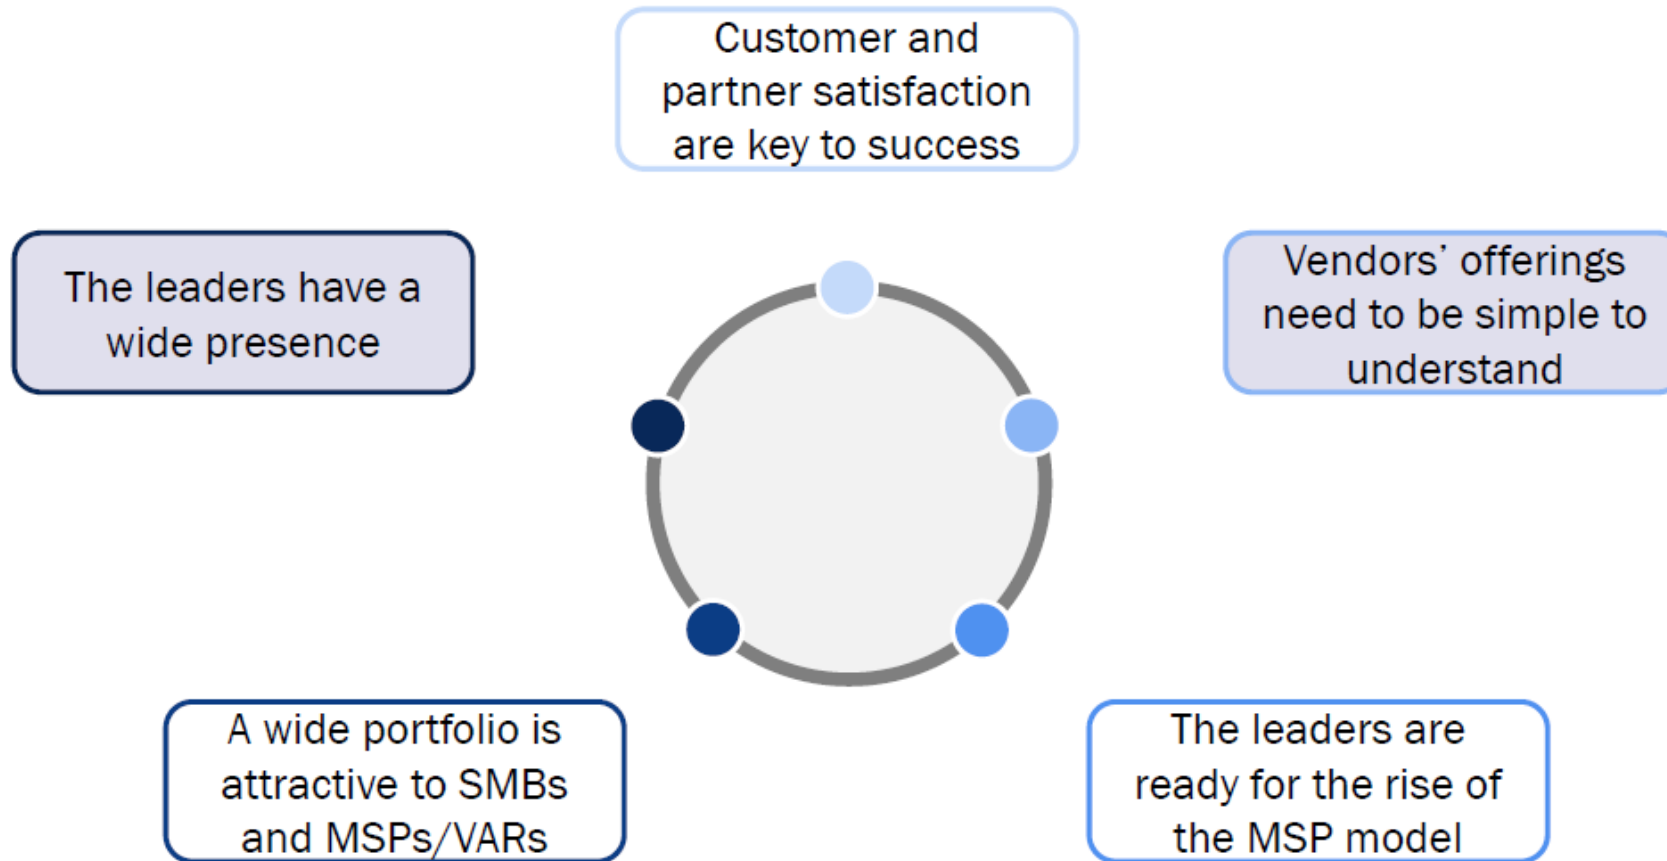 Customer and
partner satisfaction
are key to success
The leaders have a
wide presence
Vendors’ offerings
need to be simple to
understand
A wide portfolio is
attractive to SMBs
and MSPs/VARs
The leaders are
ready for the rise of
the MSP model